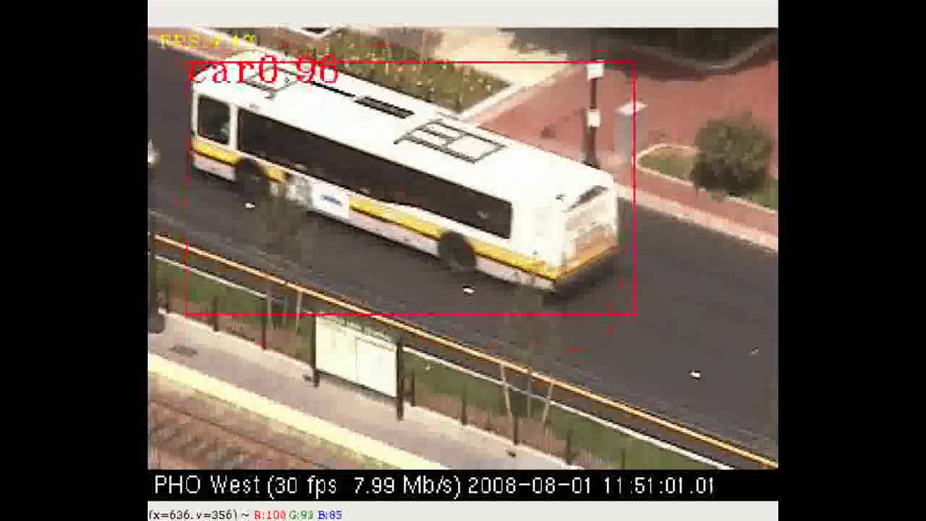 car0.96
PHO West (30 fps 7.99 Mb/s) 2008-08-01 11:51:01.01
(x=636, y=356) ~ R:100 G:93 B:85